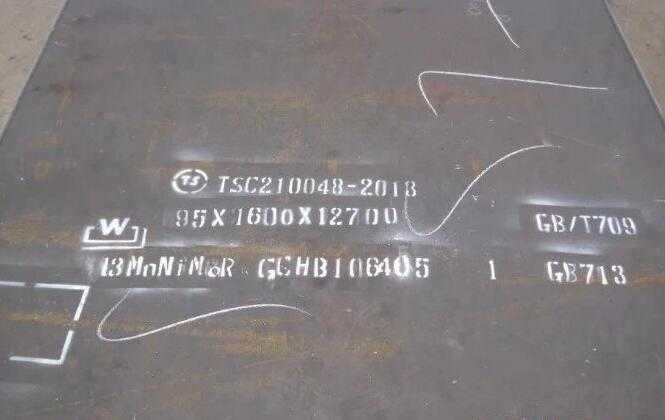 TS TSC210048-2018
95X1600X12700
W GB/T709
13MnNiMoR GCHB106405 1 GB713